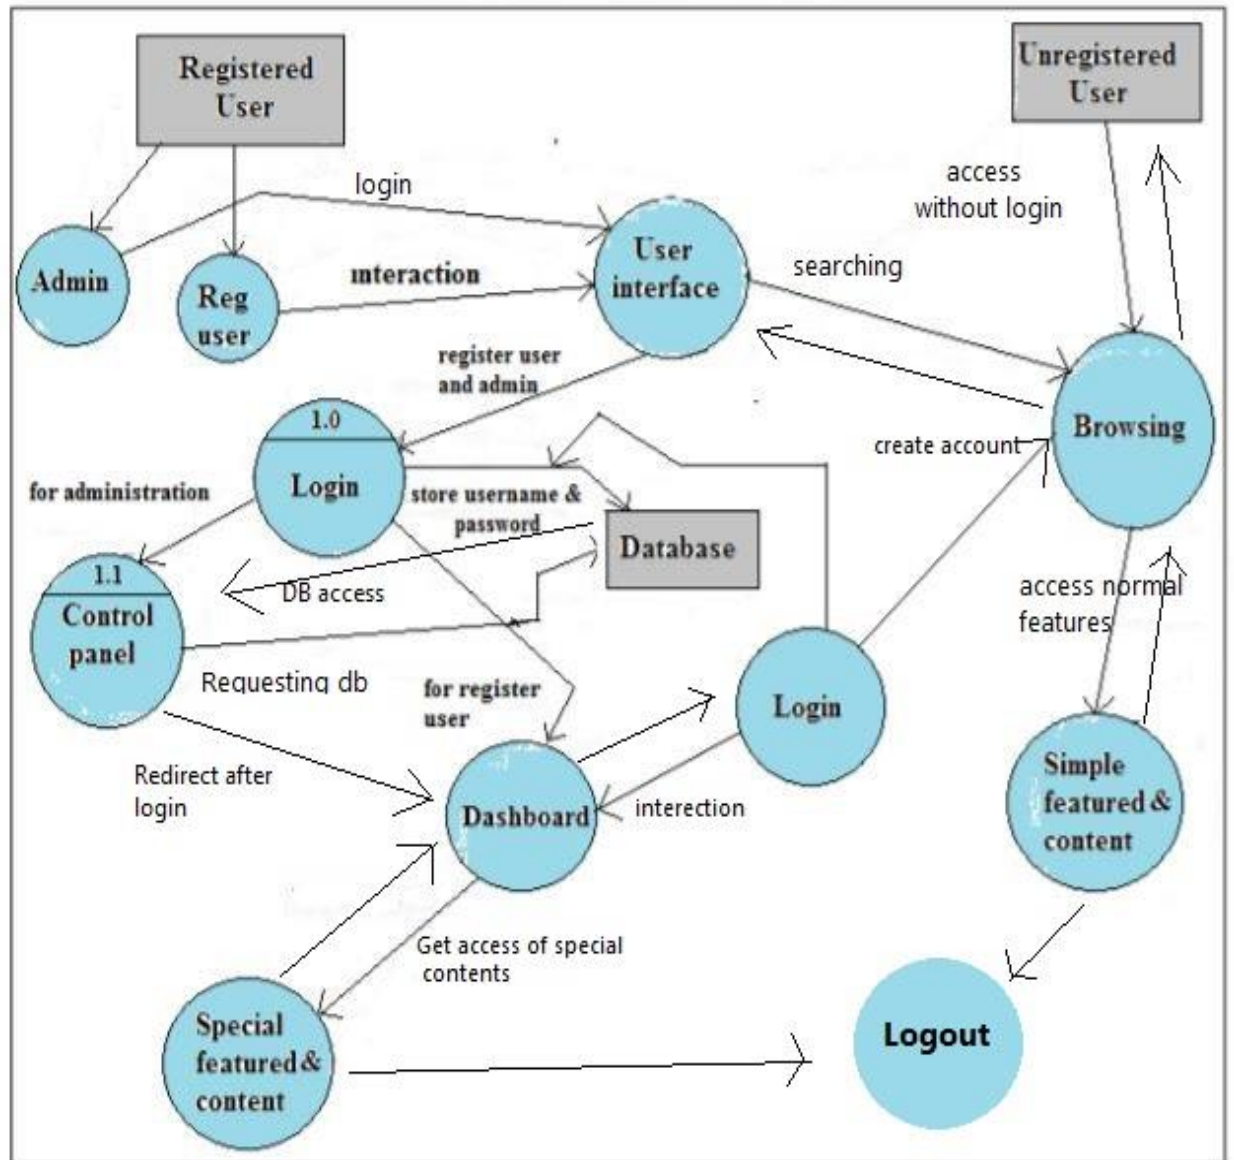 Registered
User
Unregistered
User
login
access
without login
Admin
Reg
user
interaction
User
interface
searching
register user
and admin
1.0
Login
create account
Browsing
for administration
store username &
password
Database
1.1
Control
panel
DB access
access normal
features
Requesting db
for register
user
Login
Redirect after
login
Dashboard
interection
Simple
featured &
content
Get access of special
contents
Special
featured &
content
Logout